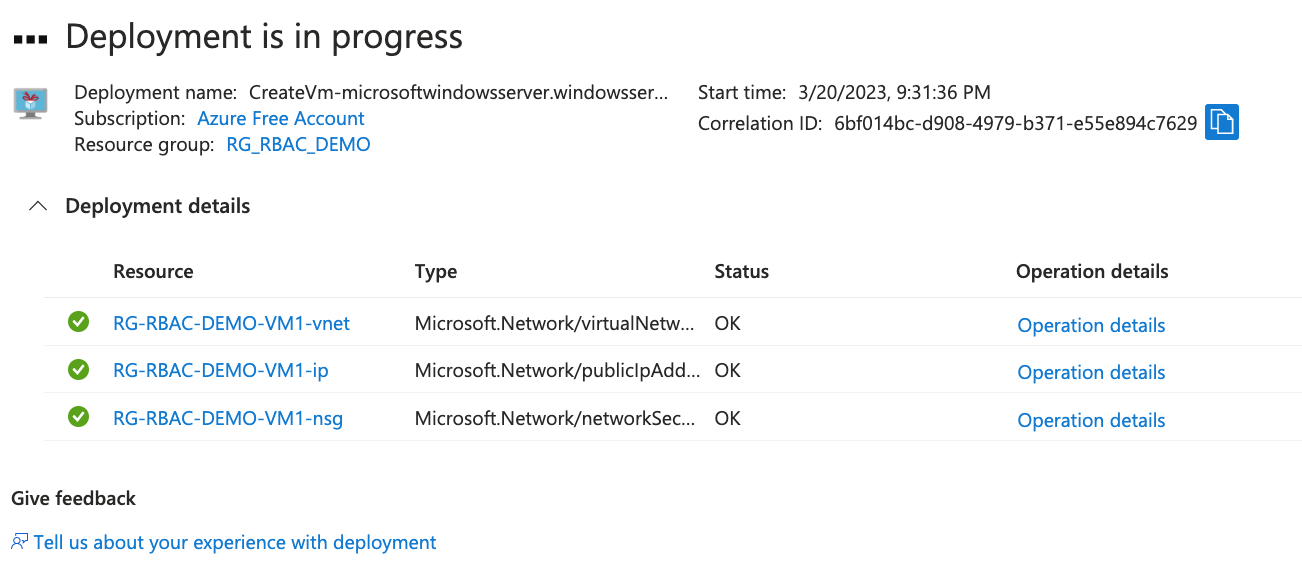 Deployment is in progress
Deployment name: CreateVm-microsoftwindowsserver.windowsser...
Start time: 3/20/2023, 9:31:36 PM
Subscription: Azure Free Account
Correlation ID: 6bf014bc-d908-4979-b371-e55e894c7629
Resource group: RG_RBAC_DEMO
Deployment details
Resource Type Status Operation details
RG-RBAC-DEMO-VM1-vnet Microsoft.Network/virtualNetw... OK Operation details
RG-RBAC-DEMO-VM1-ip Microsoft.Network/publicIpAdd... OK Operation details
RG-RBAC-DEMO-VM1-nsg Microsoft.Network/networkSec... OK Operation details
Give feedback
Tell us about your experience with deployment